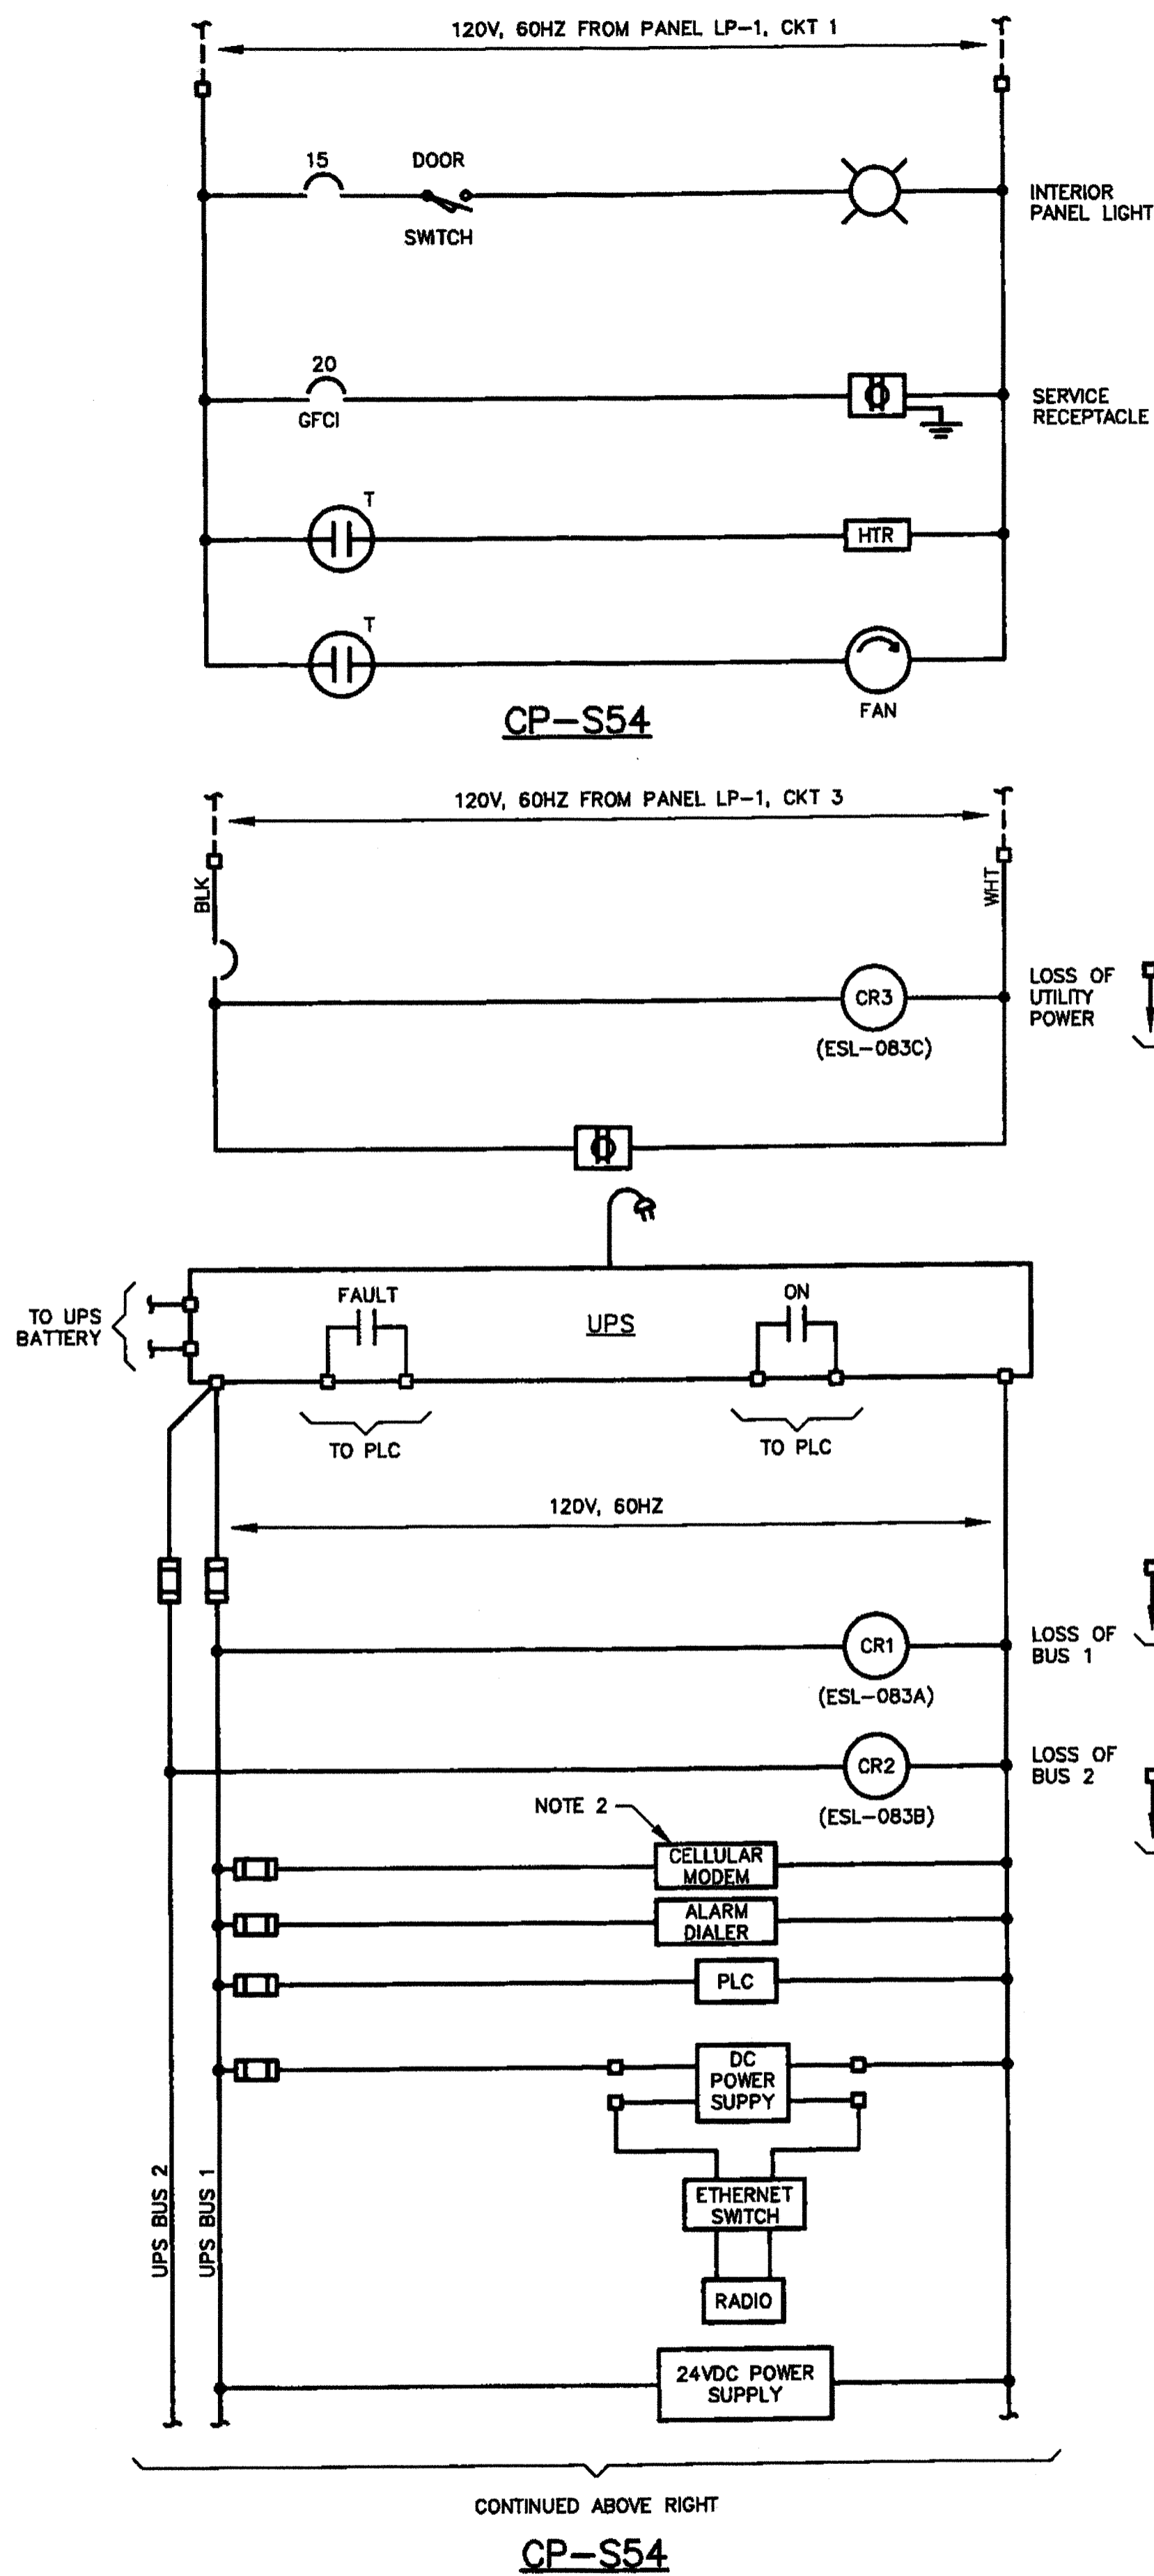 120V, 60HZ FROM PANEL LP-1, CKT 1
15
DOOR
SWITCH
INTERIOR
PANEL LIGHT
20
GFCI
SERVICE
RECEPTACLE
T
HTR
T
FAN
CP-S54
120V, 60HZ FROM PANEL LP-1, CKT 3
BLK
WHT
CR3
(ESL-083C)
LOSS OF
UTILITY
POWER
TO UPS
BATTERY
FAULT
UPS
ON
TO PLC
TO PLC
120V, 60HZ
CR1
(ESL-083A)
LOSS OF
BUS 1
CR2
(ESL-083B)
LOSS OF
BUS 2
NOTE 2
CELLULAR
MODEM
ALARM
DIALER
PLC
DC
POWER
SUPPY
UPS BUS 2
UPS BUS 1
ETHERNET
SWITCH
RADIO
24VDC POWER
SUPPLY
CONTINUED ABOVE RIGHT
CP-S54